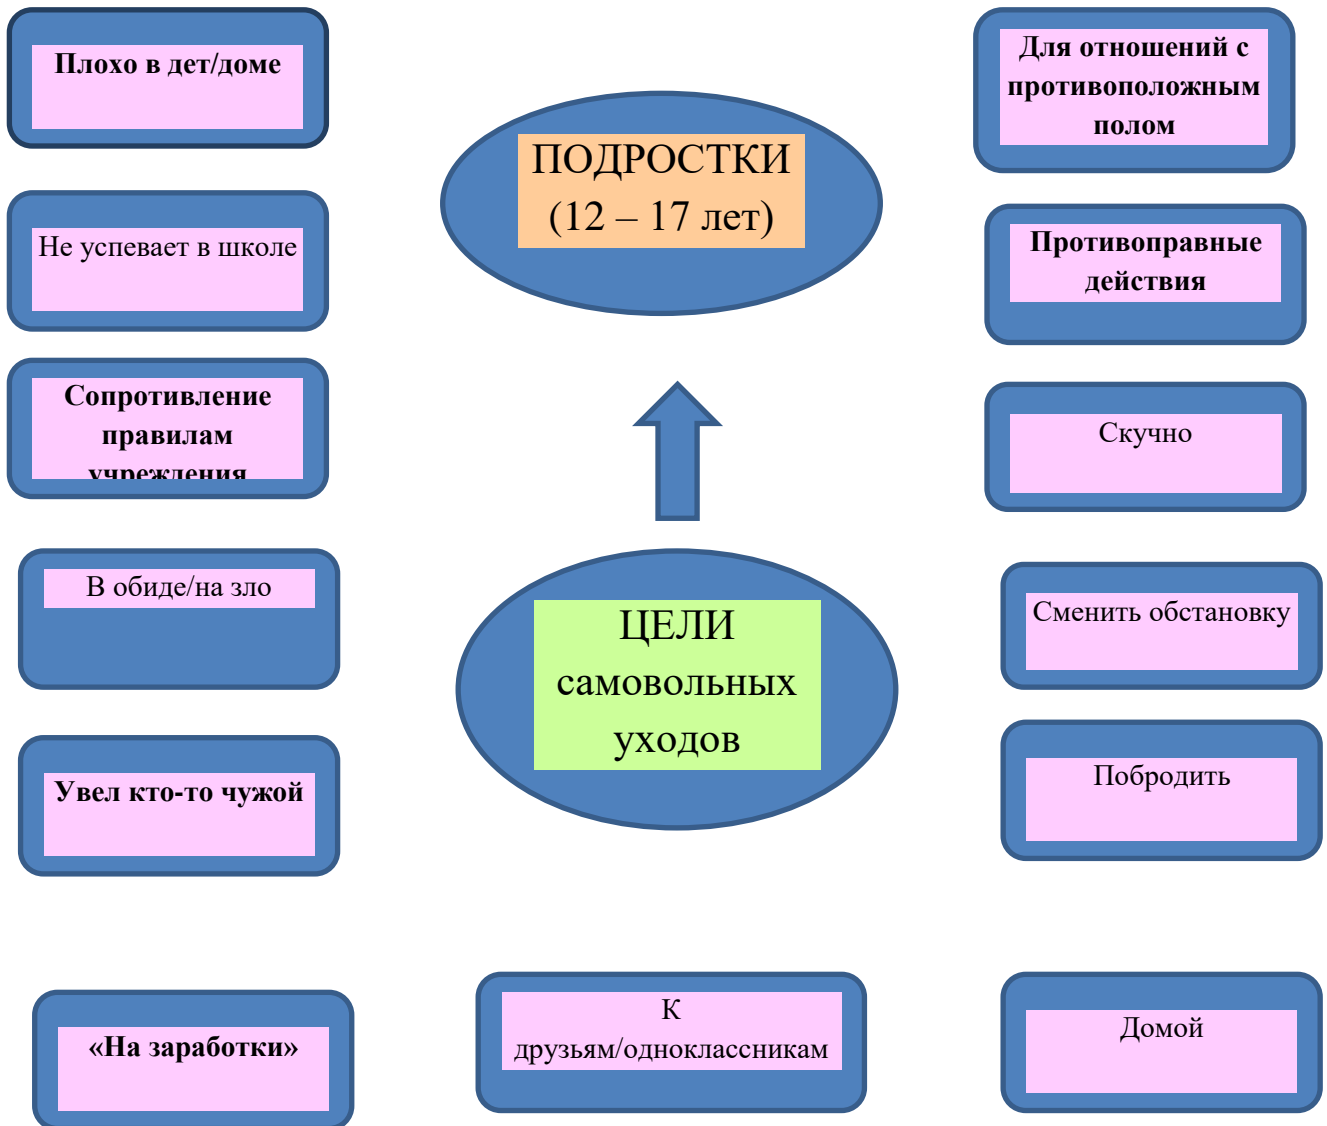 Плохо в дет/доме
Для отношений с
противоположным
полом
ПОДРОСТКИ
(12 – 17 лет)
Не успевает в школе
Противоправные
действия
Сопротивление
правилам
учреждения
Скучно
В обиде/на зло
Сменить обстановку
ЦЕЛИ
самовольных
уходов
Увел кто-то чужой
Побродить
«На заработки»
К
друзьям/одноклассникам
Домой